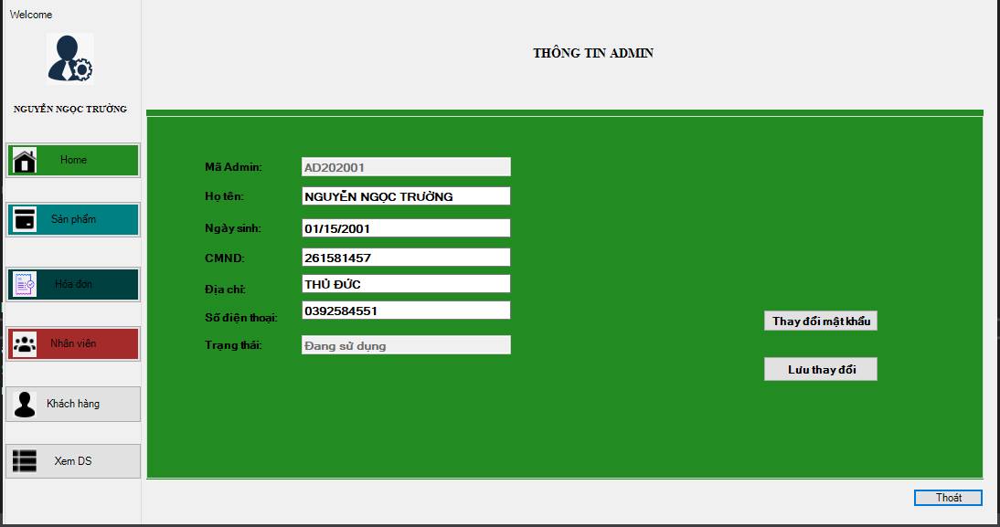 Welcome
NGUYỄN NGỌC TRƯỜNG
Home
Sản phẩm
Hóa đơn
Nhân viên
Khách hàng
Xem DS
THÔNG TIN ADMIN
Mã Admin: AD202001
Họ tên: NGUYỄN NGỌC TRƯỜNG
Ngày sinh: 01/15/2001
CMND: 261581457
Địa chỉ: THỦ ĐỨC
Số điện thoại: 0392584551
Trạng thái: Đang sử dụng
Thay đổi mật khẩu
Lưu thay đổi
Thoát